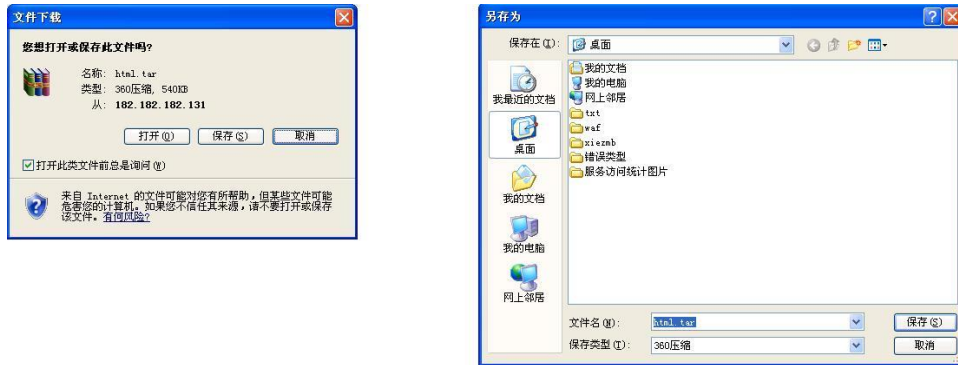 文件下载
您想打开或保存此文件吗?
名称: html.tar
类型: 360压缩, 540KB
从: 182.182.182.131
打开(O) 保存(S) 取消
打开此类文件前总是询问(W)
来自 Internet 的文件可能对您有所帮助,但某些文件可能
危害您的计算机。如果您不信任其来源,请不要打开或保存
该文件。有何风险?
另存为
保存在(I): 桌面
我最近的文档
桌面
我的文档
我的电脑
网上邻居
我的文档
我的电脑
网上邻居
txt
waf
xiezmb
错误类型
服务访问统计图片
文件名(N): html.tar 保存(S)
保存类型(T): 360压缩 取消